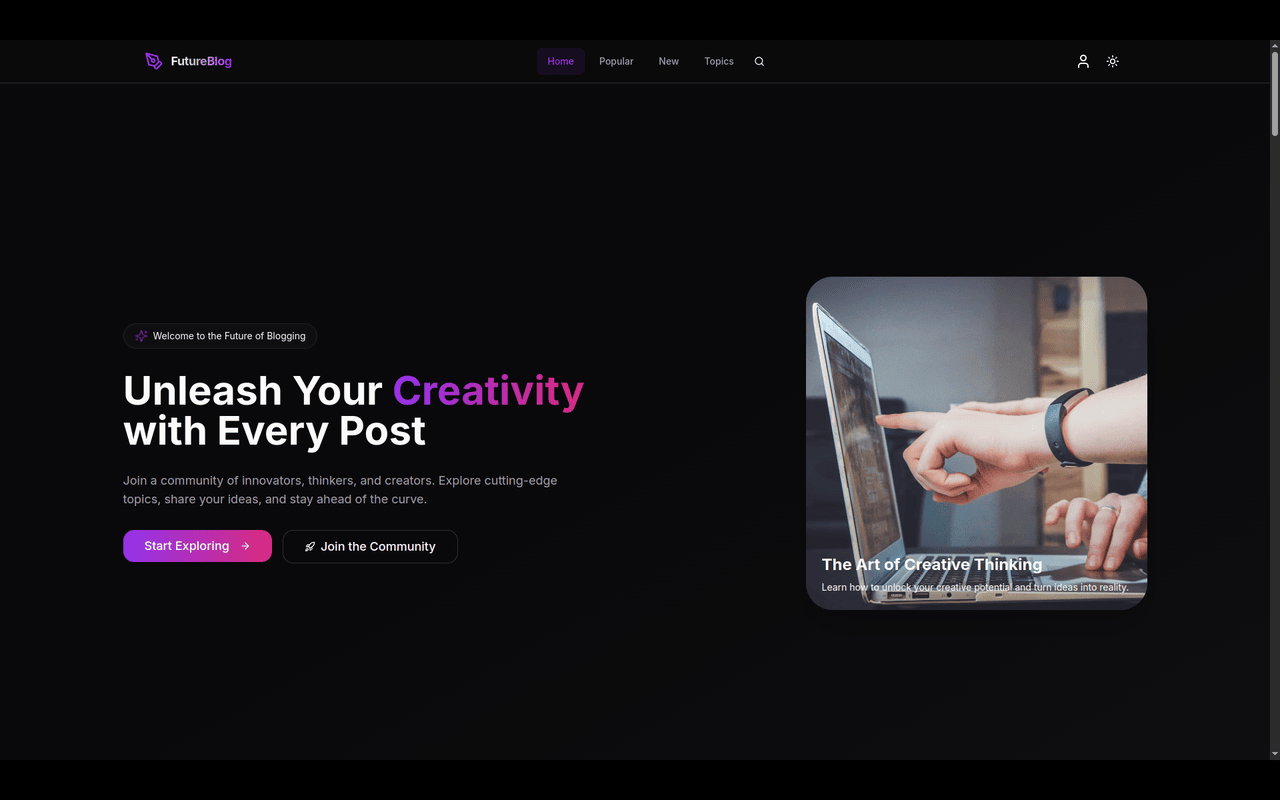 FutureBlog
Home
Popular
New
Topics
Welcome to the Future of Blogging
Unleash Your Creativity
with Every Post
Join a community of innovators, thinkers, and creators. Explore cutting-edge
topics, share your ideas, and stay ahead of the curve.
Start Exploring
Join the Community
The Art of Creative Thinking
Learn how to unlock your creative potential and turn ideas into reality.